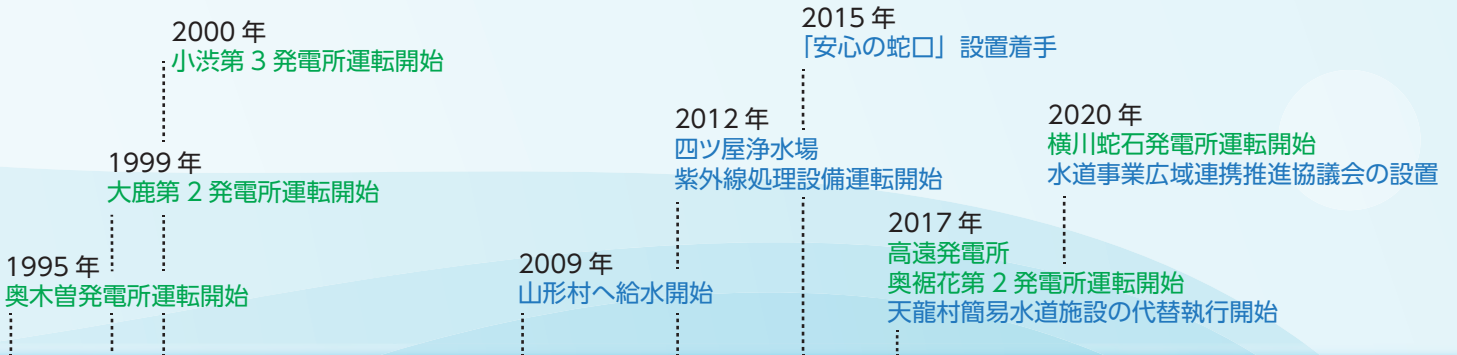 1995 年
奥木曽発電所運転開始
1999 年
大鹿第 2 発電所運転開始
2000 年
小渋第 3 発電所運転開始
2009 年
山形村へ給水開始
2012 年
四ツ屋浄水場
紫外線処理設備運転開始
2015 年
「安心の蛇口」設置着手
2017 年
高遠発電所
奥裾花第 2 発電所運転開始
天龍村簡易水道施設の代替執行開始
2020 年
横川蛇石発電所運転開始
水道事業広域連携推進協議会の設置